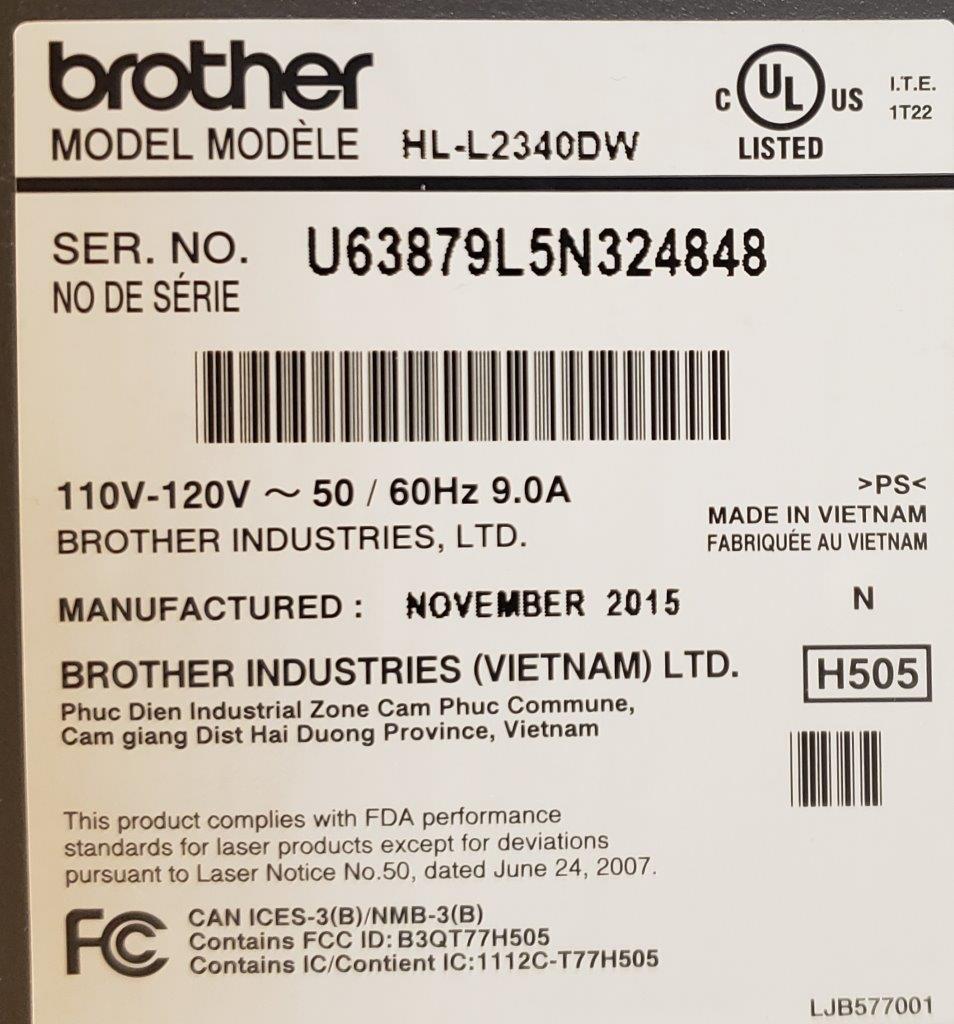 brother
MODEL MODÈLE HL-L2340DW
C UL US
LISTED
I.T.E.
1T22
SER. NO. U63879L5N324848
NO DE SÉRIE
110V-120V ~ 50 / 60Hz 9.0A
BROTHER INDUSTRIES, LTD.
>PS<
MADE IN VIETNAM
FABRIQUÉE AU VIETNAM
MANUFACTURED : NOVEMBER 2015
N
BROTHER INDUSTRIES (VIETNAM) LTD.
H505
Phuc Dien Industrial Zone Cam Phuc Commune,
Cam giang Dist Hai Duong Province, Vietnam
This product complies with FDA performance
standards for laser products except for deviations
pursuant to Laser Notice No.50, dated June 24, 2007.
FC
CAN ICES-3(B)/NMB-3(B)
Contains FCC ID: B3QT77H505
Contains IC/Contient IC:1112C-T77H505
LJB577001